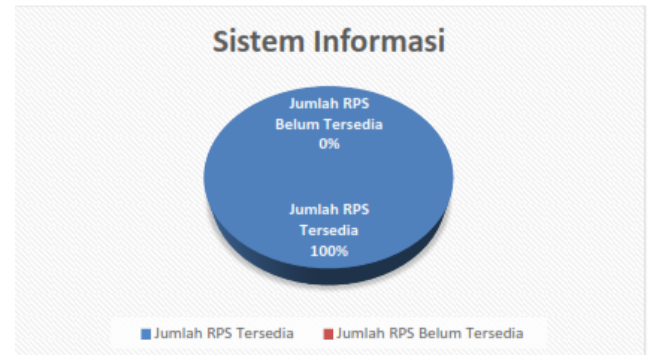 Sistem Informasi
Jumlah RPS
Belum Tersedia
0%
Jumlah RPS
Tersedia
100%
Jumlah RPS Tersedia
Jumlah RPS Belum Tersedia